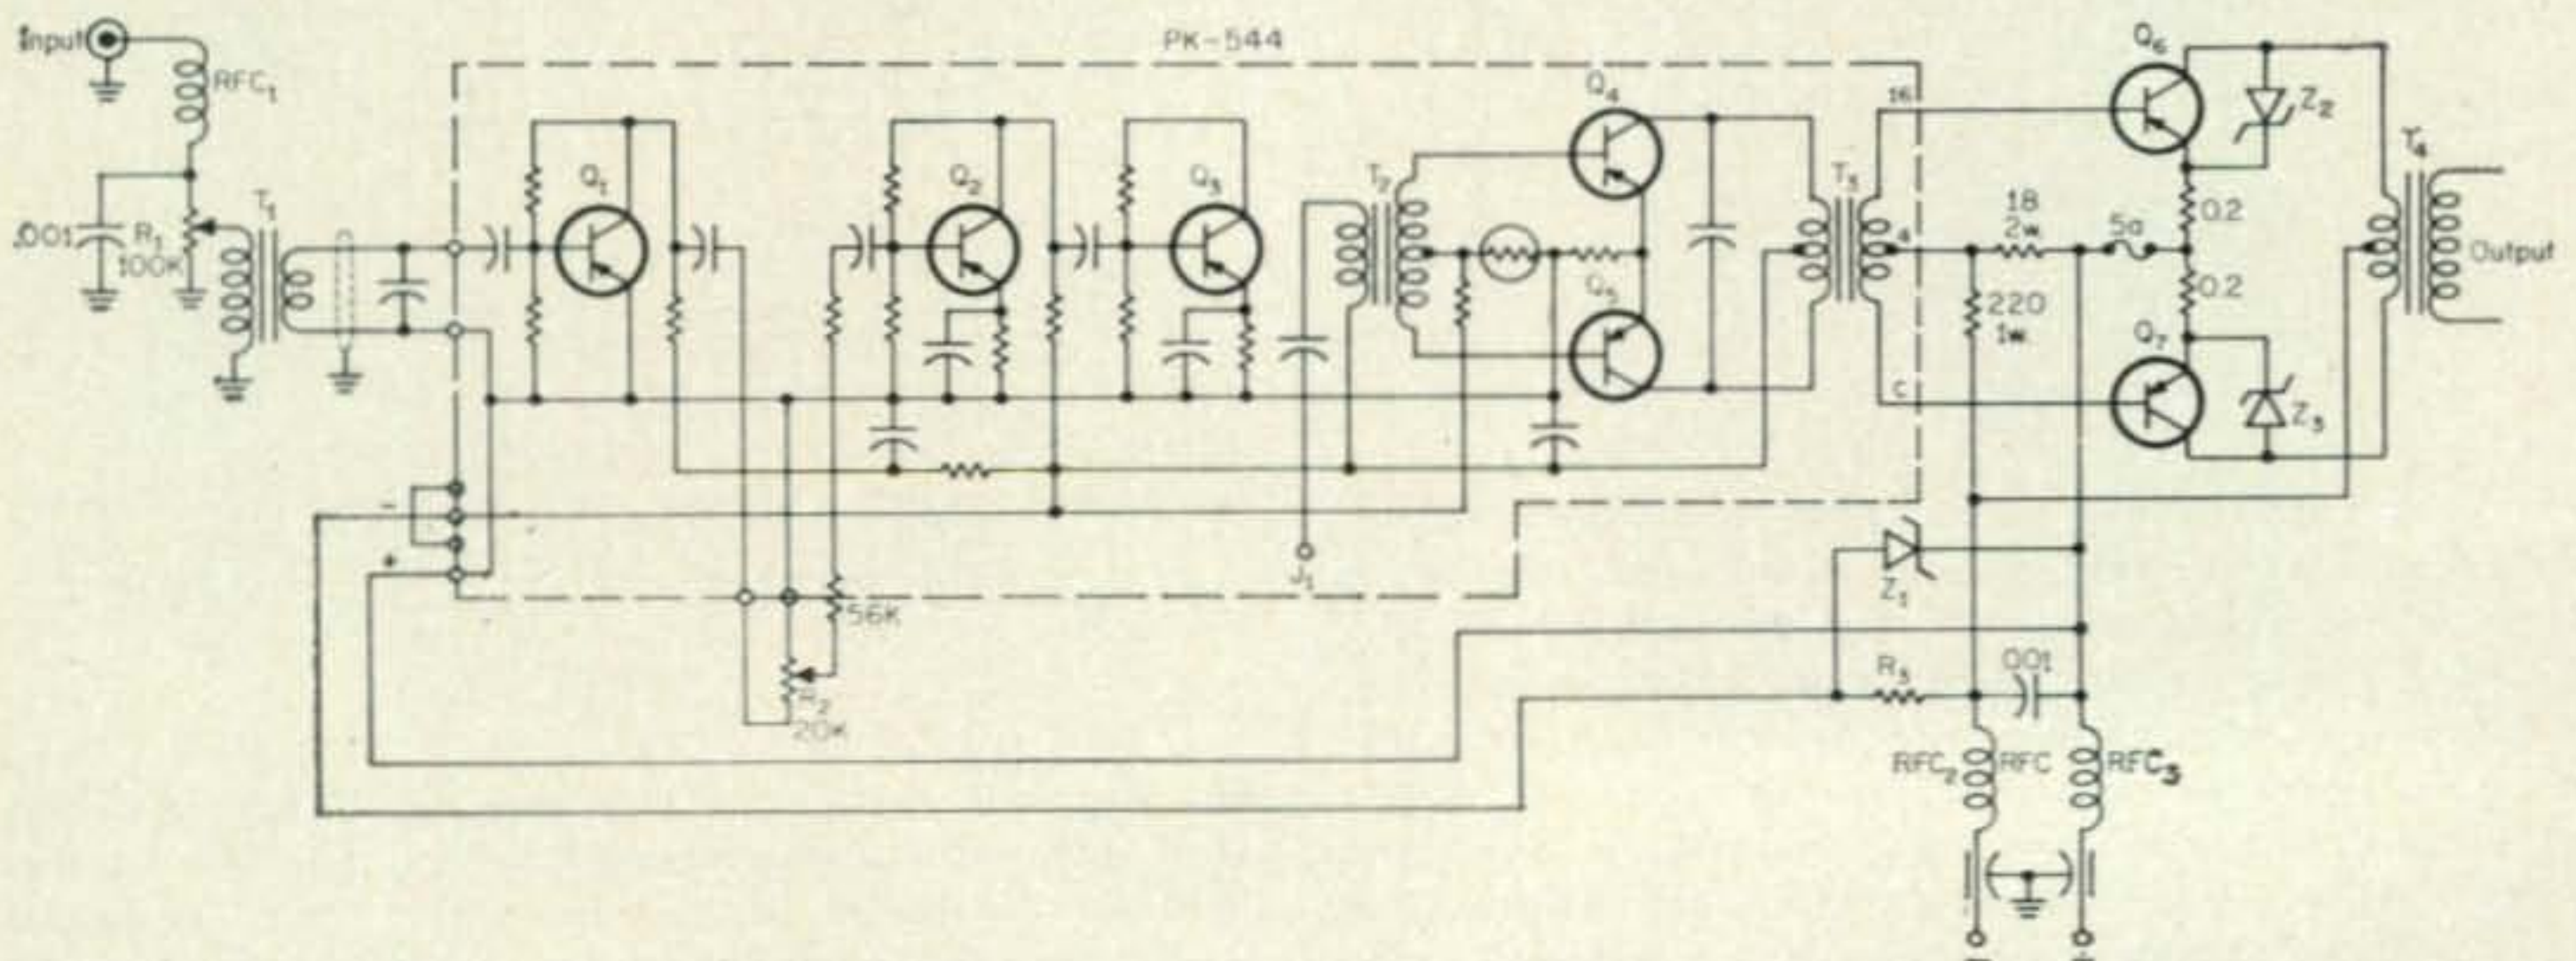 PK-544
Input
RFC1
.001
R1
100K
T1
Q1
Q2
Q3
T2
Q4
Q5
T3
16
4
C
Q6
Z2
18
2w
5a
0.2
0.2
220
1w
Q7
Z3
T4
Output
-
+
J1
56K
R2
20K
Z1
R3
.001
RFC2
RFC
RFC3